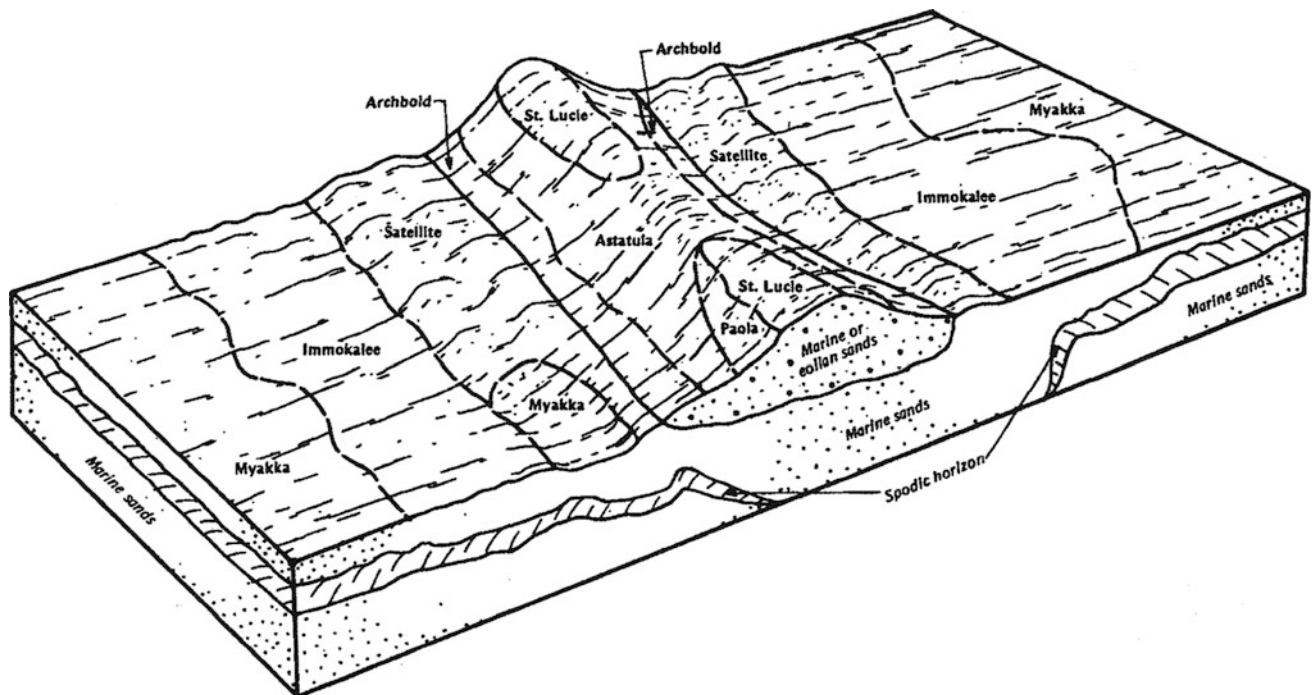 Archbold
Archbold
St. Lucie
Myakka
Satellite
Immokalee
Satellite
Astatula
St. Lucie
Paola
Marine or
eolian sands
Marine sands
Immokalee
Myakka
Marine sands
Myakka
Marine sands
Spodic horizon